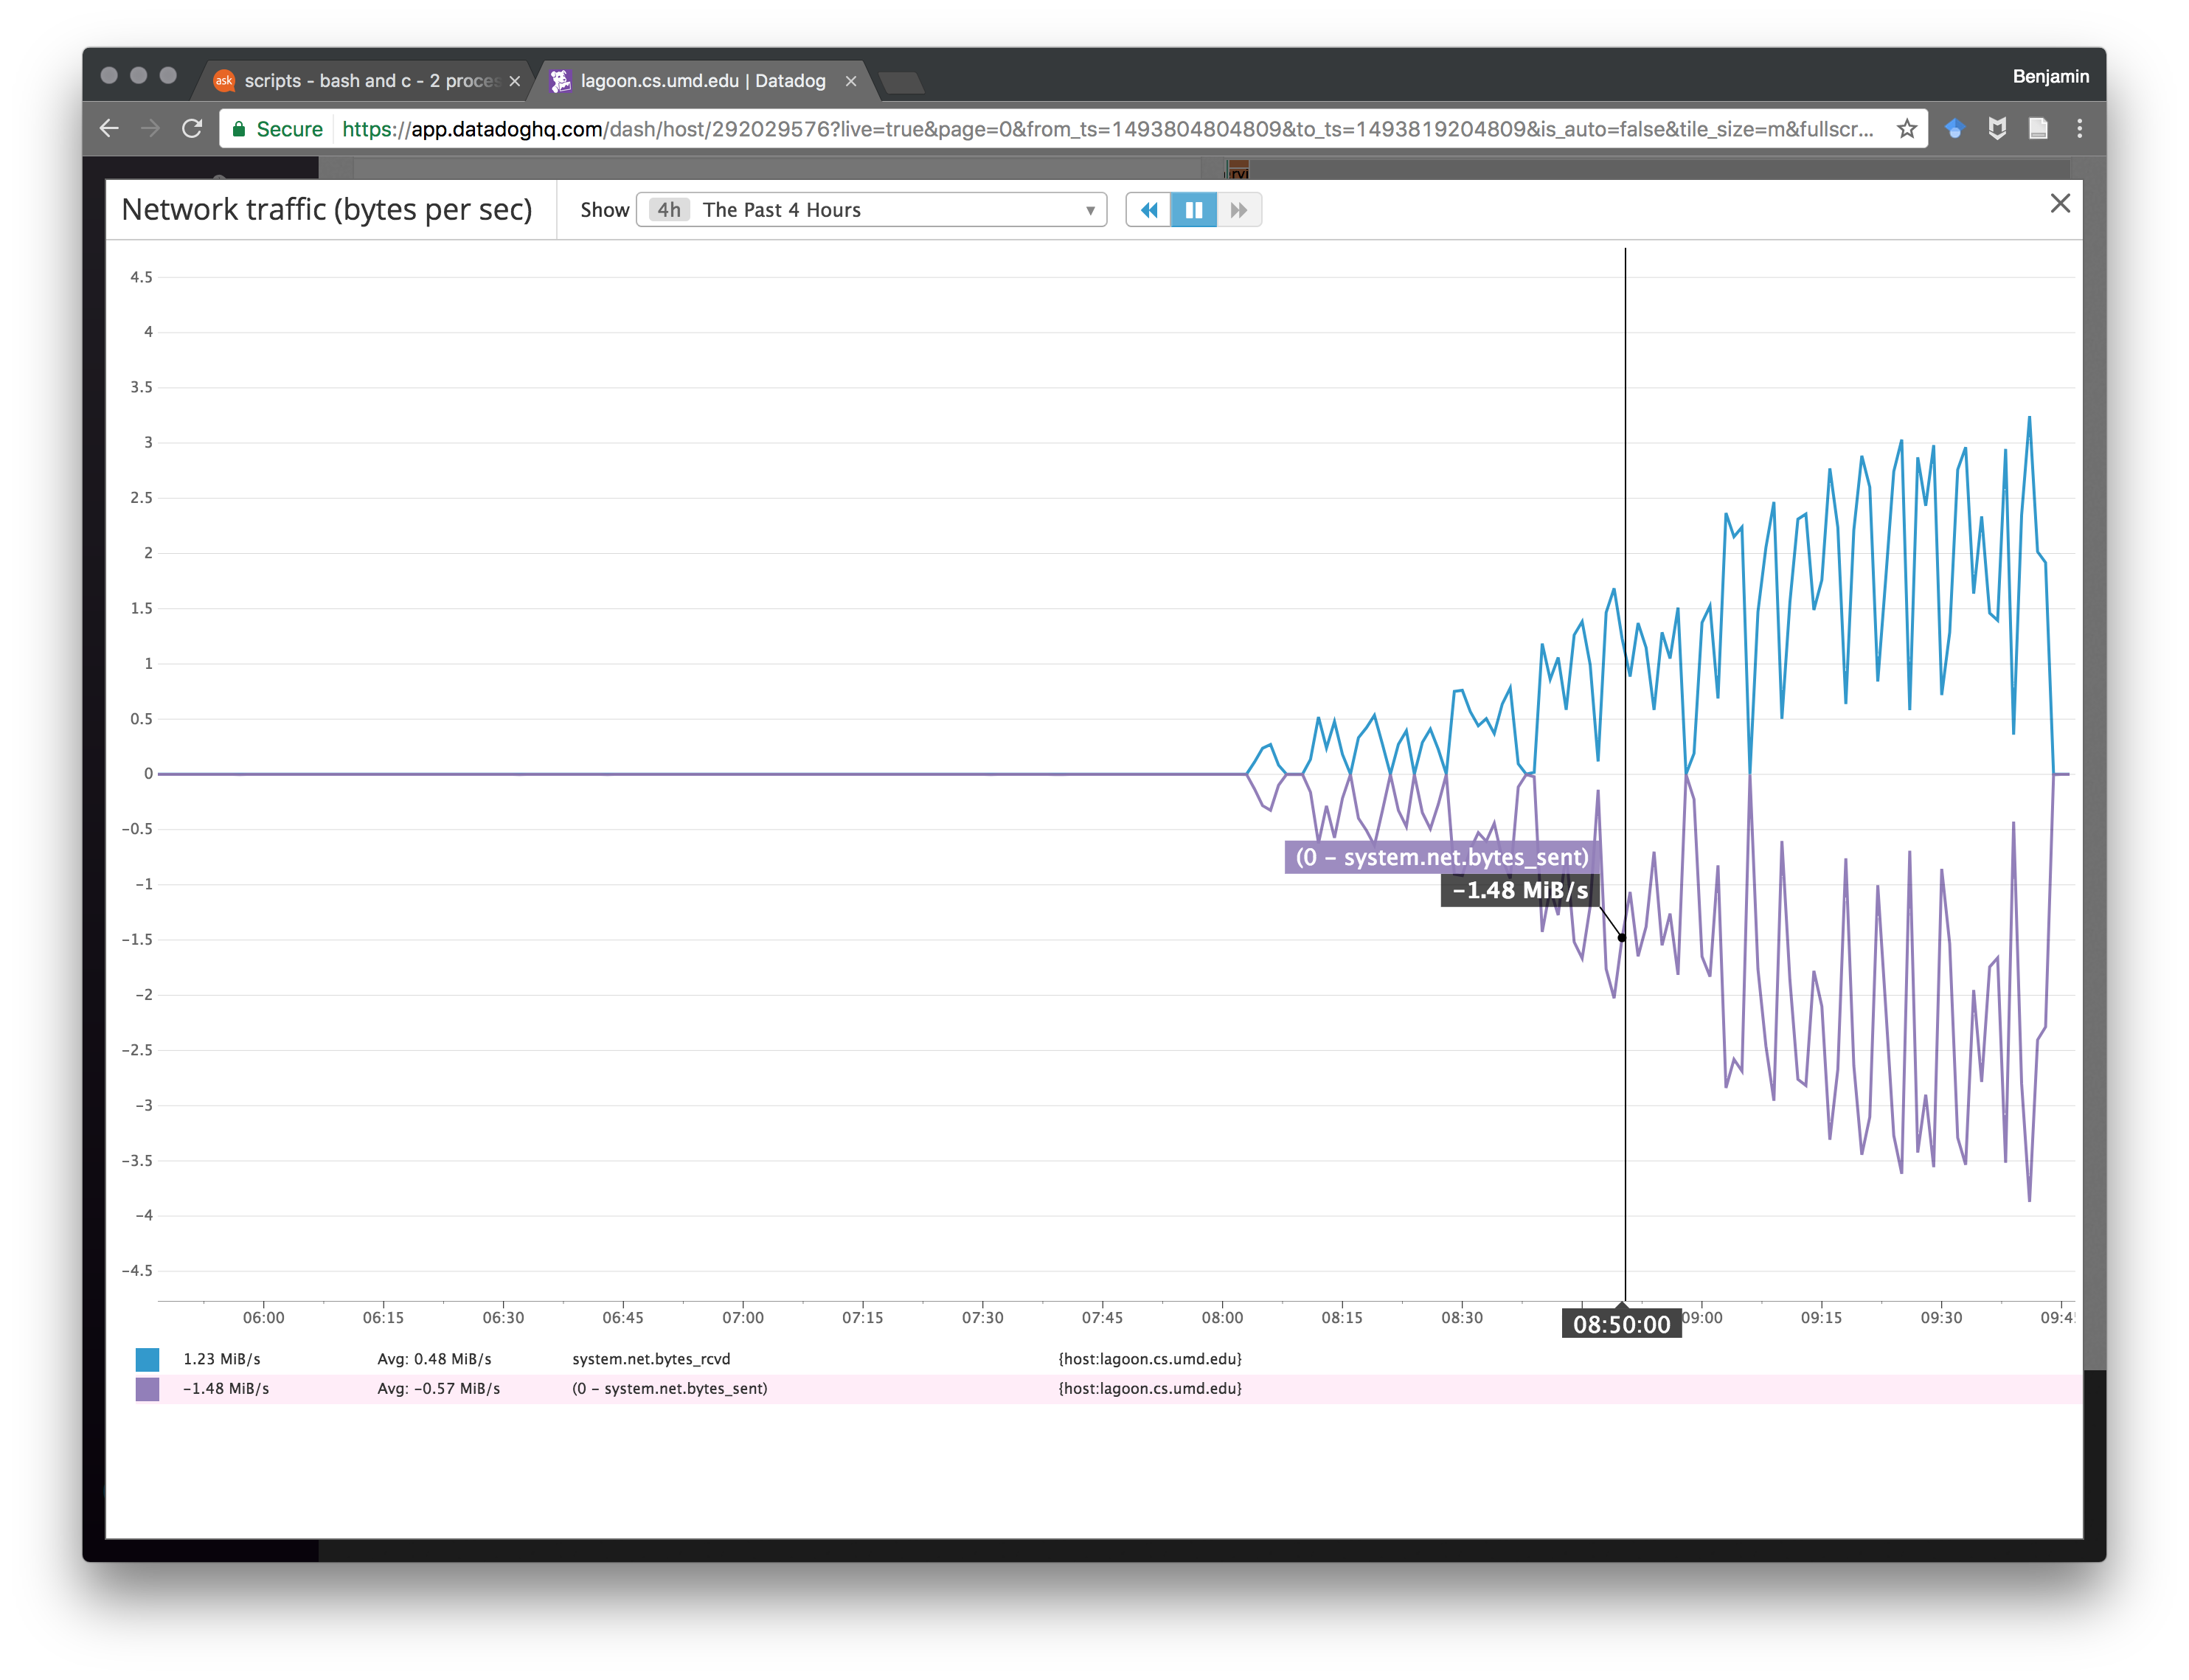 Benjamin
ask scripts - bash and c - 2 proces
lagoon.cs.umd.edu | Datadog
Secure https://app.datadoghq.com/dash/host/292029576?live=true&page=0&from_ts=1493804804809&to_ts=1493819204809&is_auto=false&tile_size=m&fullscr...
Network traffic (bytes per sec) Show 4h The Past 4 Hours
4.5
4
3.5
3
2.5
2
1.5
1
0.5
0
−0.5
−1
−1.5
−2
−2.5
−3
−3.5
−4
−4.5
(0 − system.net.bytes_sent)
−1.48 MiB/s
06:00 06:15 06:30 06:45 07:00 07:15 07:30 07:45 08:00 08:15 08:30 08:50:00 09:00 09:15 09:30 09:4
1.23 MiB/s Avg: 0.48 MiB/s system.net.bytes_rcvd {host:lagoon.cs.umd.edu}
−1.48 MiB/s Avg: −0.57 MiB/s (0 − system.net.bytes_sent) {host:lagoon.cs.umd.edu}